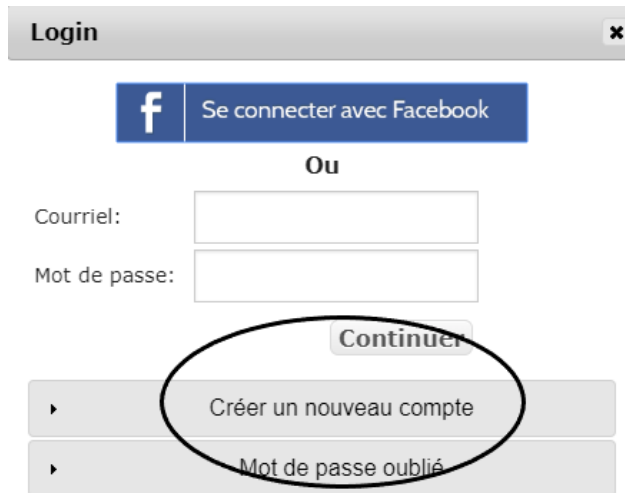 Login
Se connecter avec Facebook
Ou
Courriel:
Mot de passe:
Continuer
Créer un nouveau compte
Mot de passe oublié